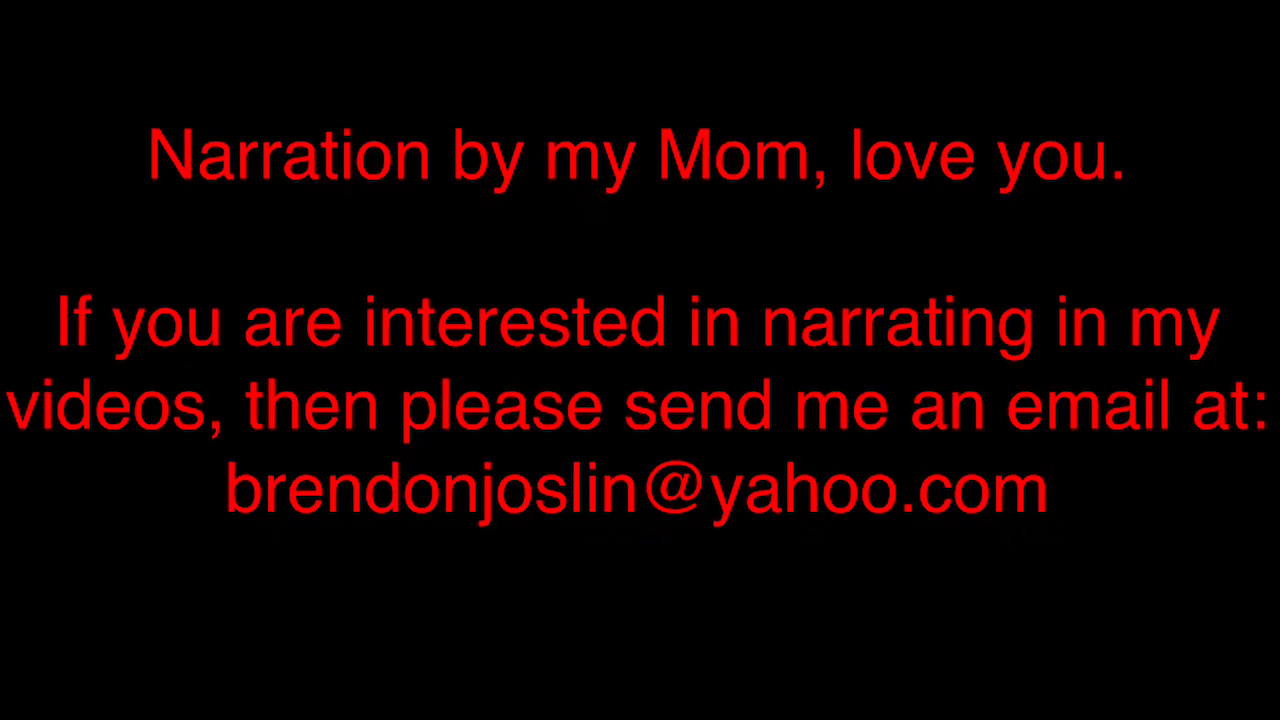 Narration by my Mom, love you.
If you are interested in narrating in my
videos, then please send me an email at:
brendonjoslin@yahoo.com